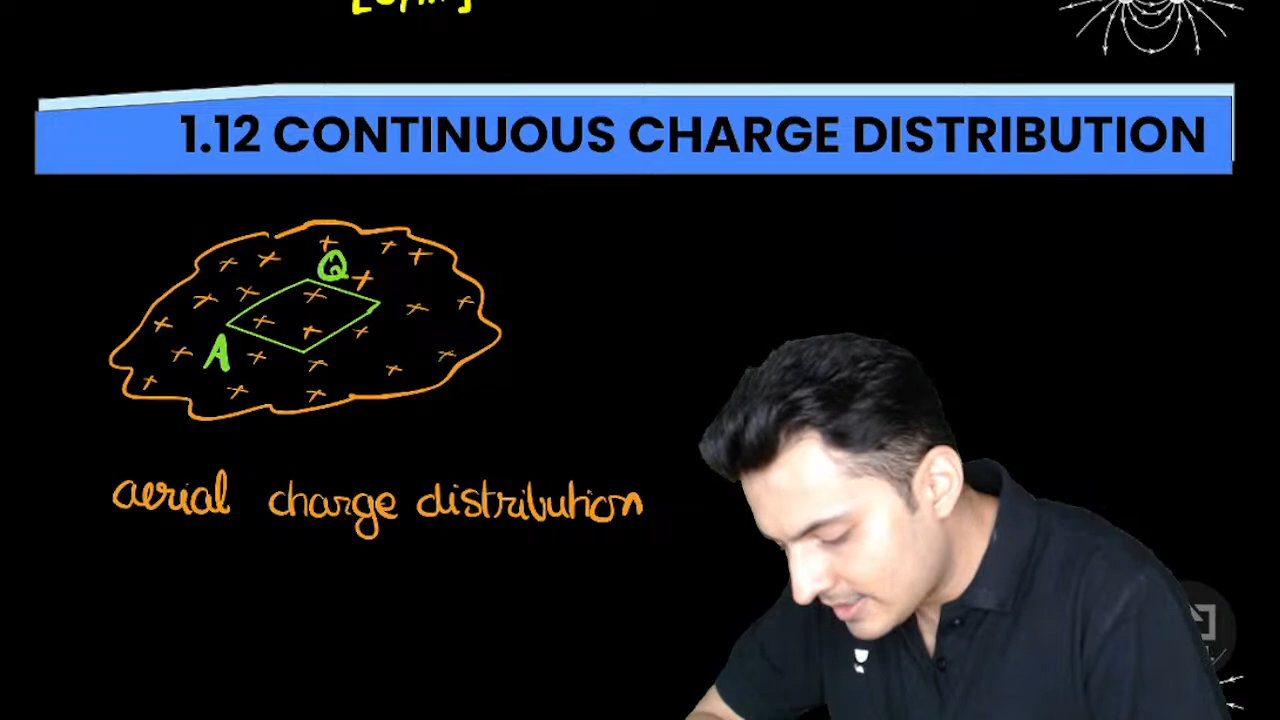 1.12 CONTINUOUS CHARGE DISTRIBUTION
Q
A
aerial charge distribution